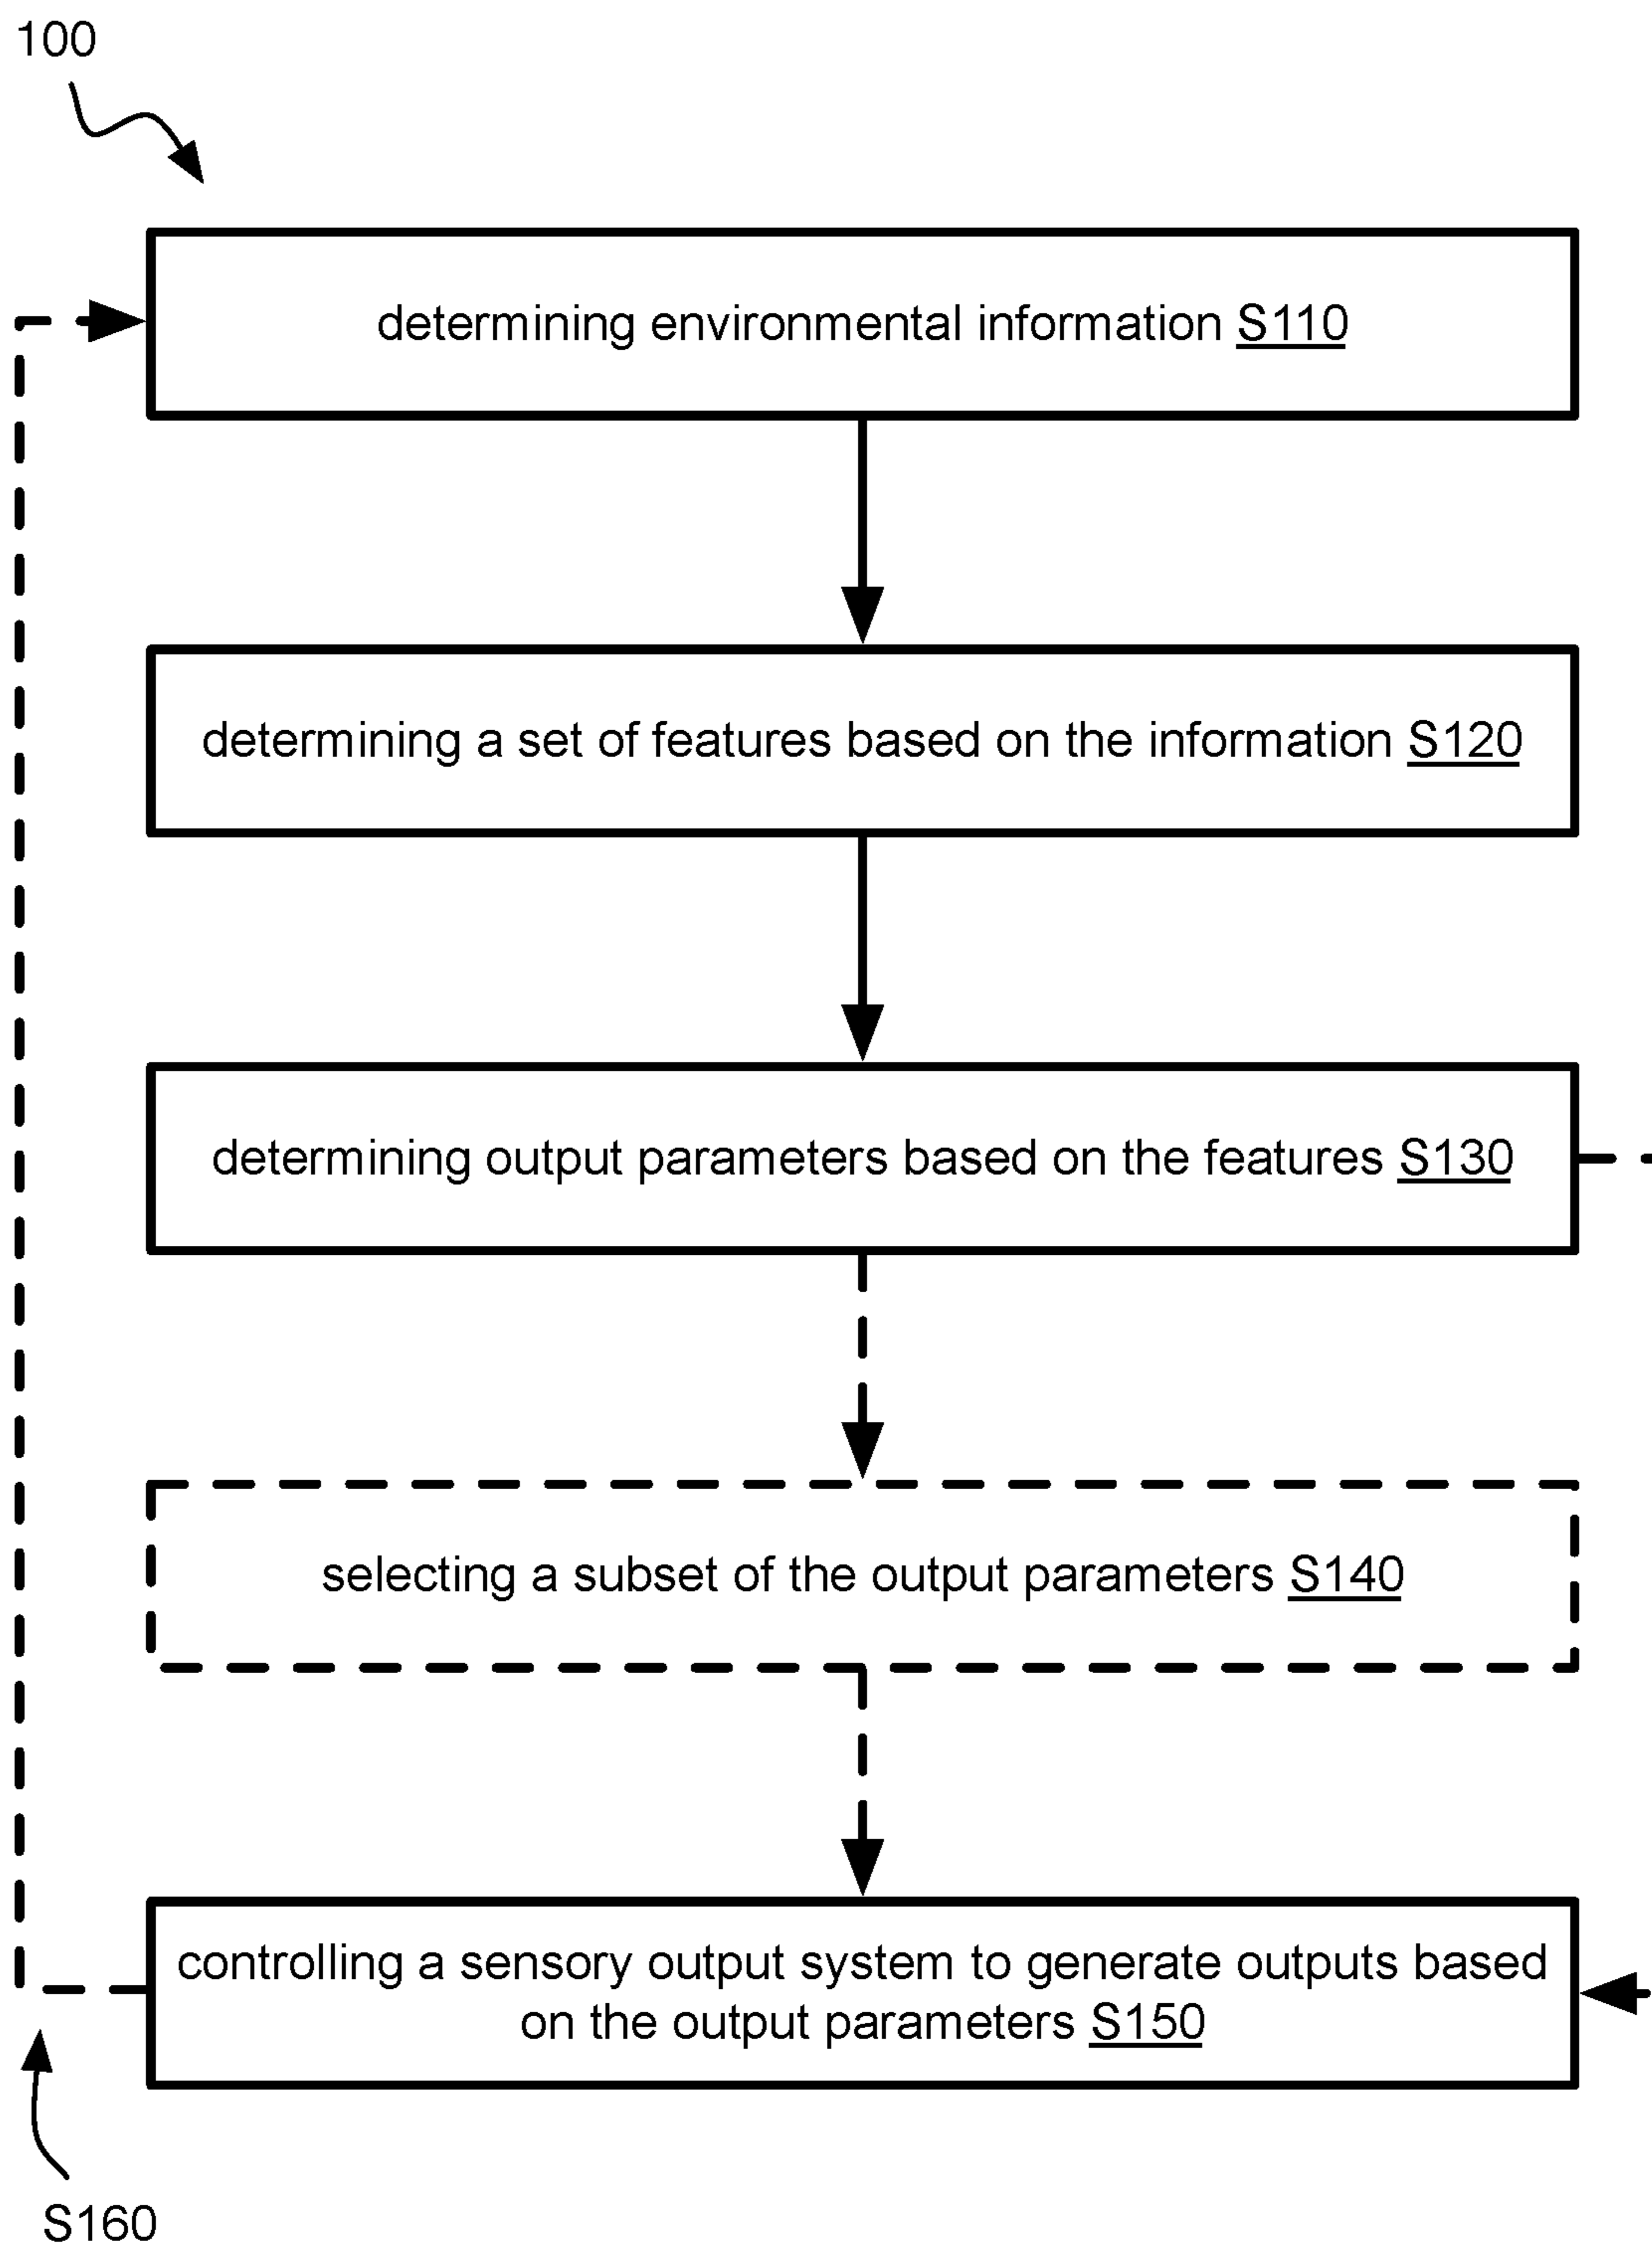 100
determining environmental information S110
determining a set of features based on the information S120
determining output parameters based on the features S130
selecting a subset of the output parameters S140
controlling a sensory output system to generate outputs based
on the output parameters S150
S160